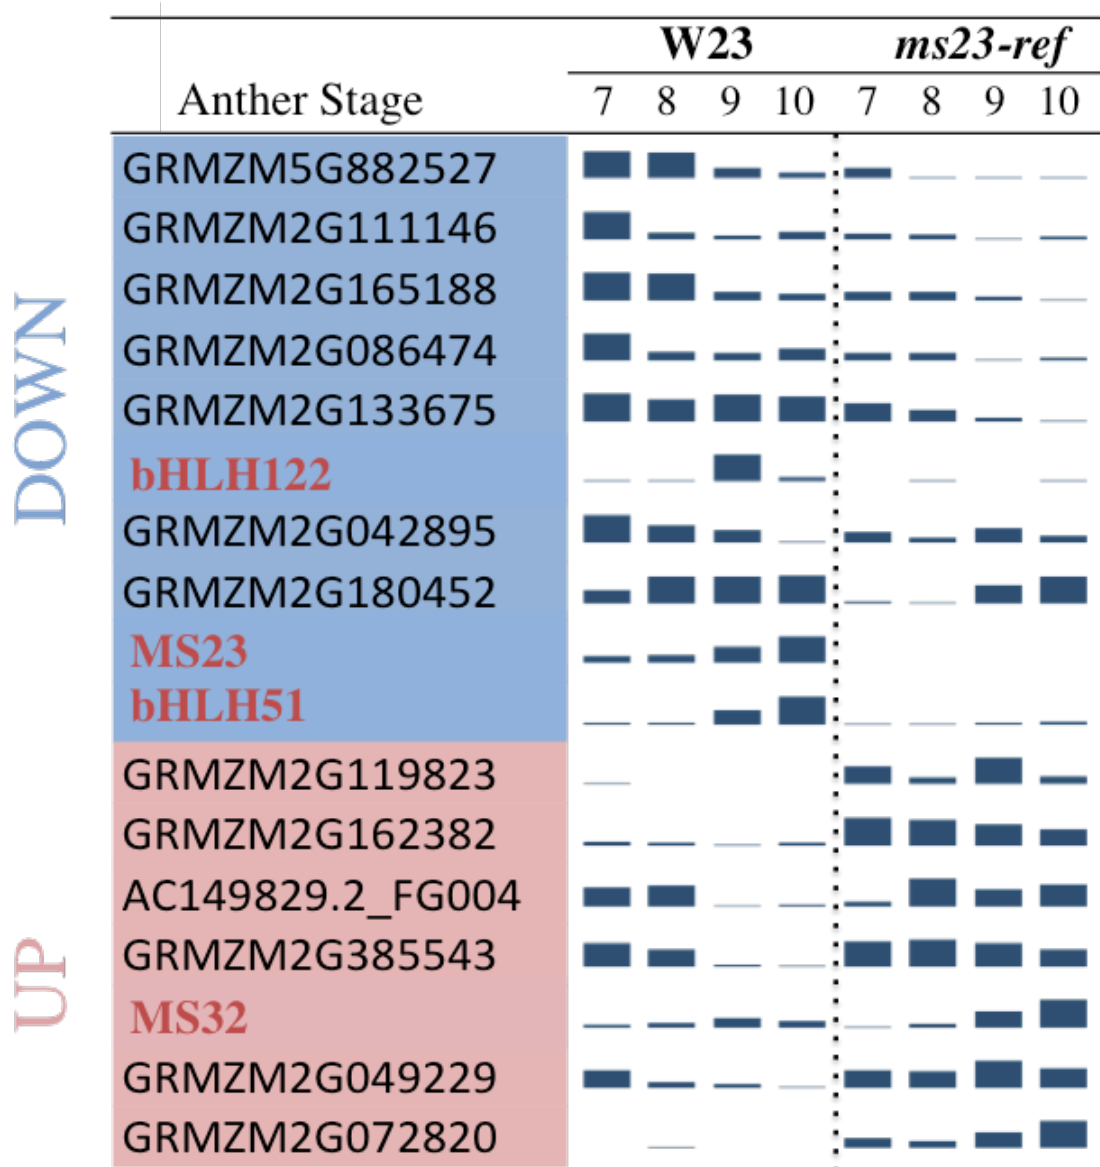 W23 ms23-ref
Anther Stage 7 8 9 10 7 8 9 10
DOWN
GRMZM5G882527
GRMZM2G111146
GRMZM2G165188
GRMZM2G086474
GRMZM2G133675
bHLH122
GRMZM2G042895
GRMZM2G180452
MS23
bHLH51
UP
GRMZM2G119823
GRMZM2G162382
AC149829.2_FG004
GRMZM2G385543
MS32
GRMZM2G049229
GRMZM2G072820